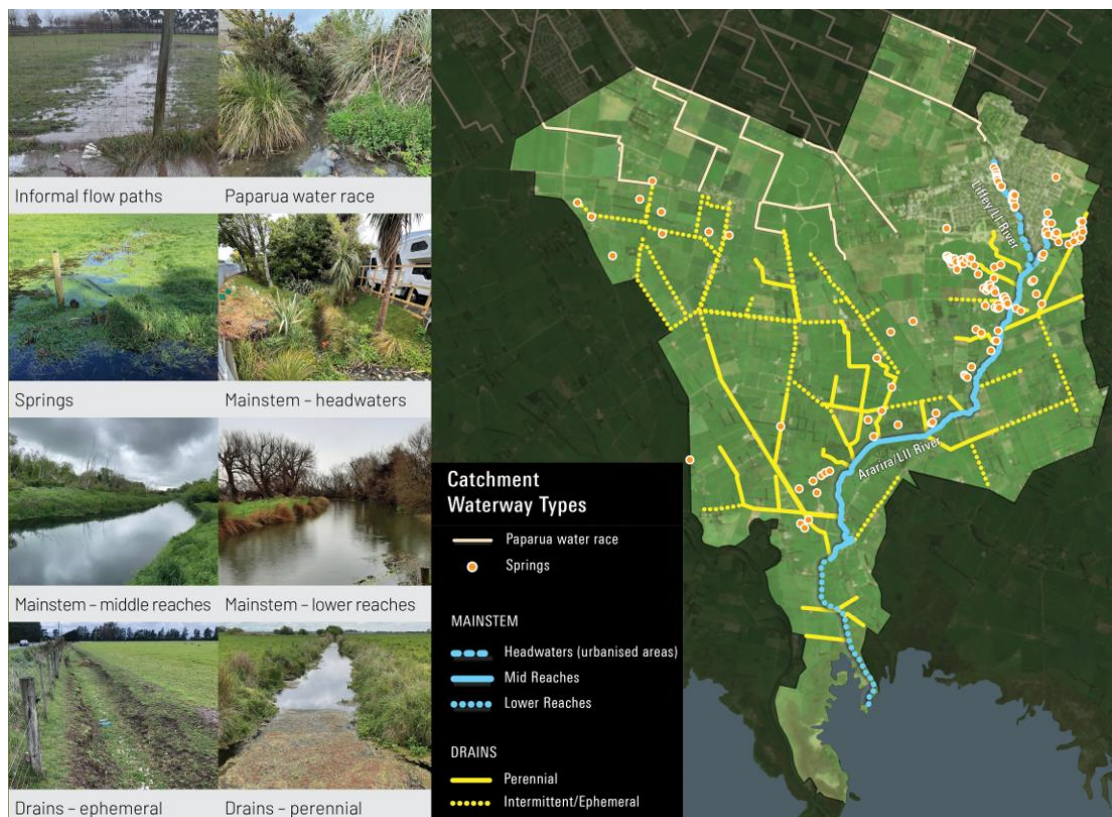 Informal flow paths
Paparua water race
Springs
Mainstem – headwaters
Mainstem – middle reaches
Mainstem – lower reaches
Drains – ephemeral
Drains – perennial
Catchment
Waterway Types
Paparua water race
Springs
MAINSTEM
Headwaters (urbanised areas)
Mid Reaches
Lower Reaches
DRAINS
Perennial
Intermittent/Ephemeral
Liffey/LI River
Ararira/LII River